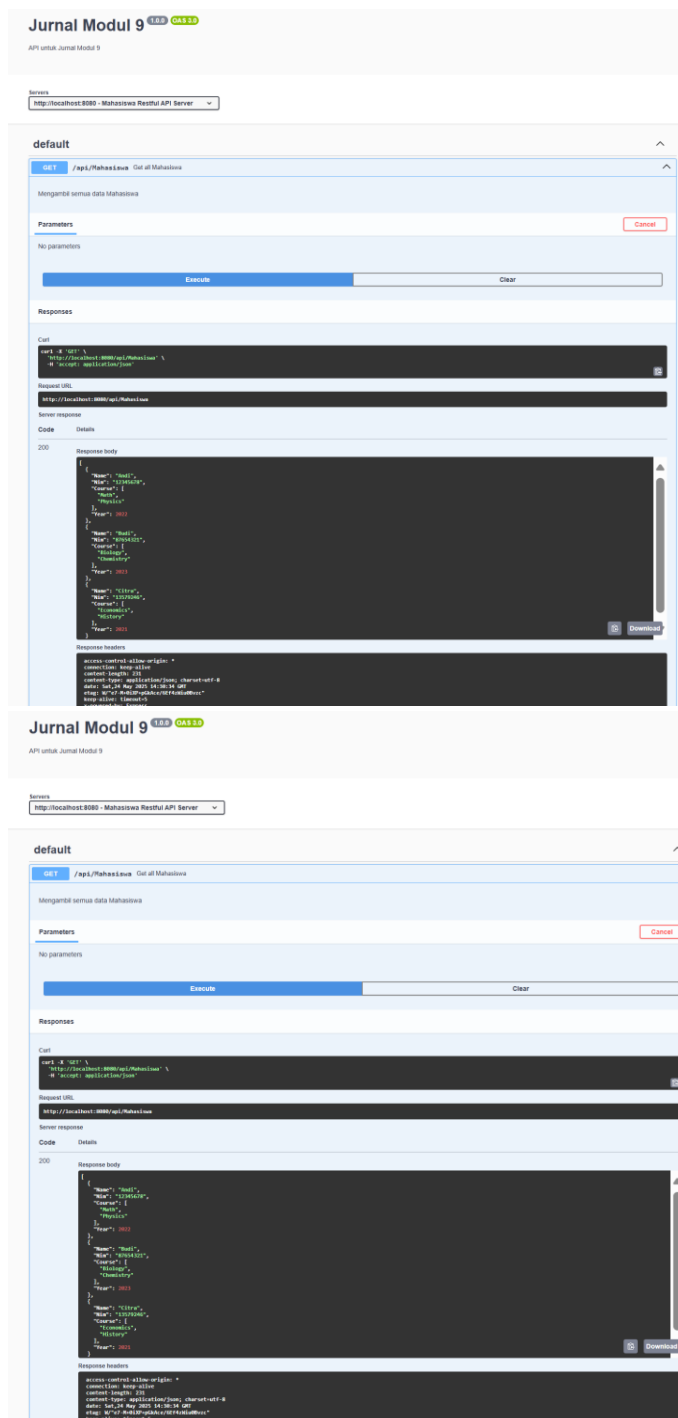 Jurnal Modul 9 1.0.0 OAS 3.0
API untuk Jurnal Modul 9
Servers
http://localhost:8080 - Mahasiswa Restful API Server
default
GET /api/Mahasiswa Get all Mahasiswa
Mengambil semua data Mahasiswa
Parameters Cancel
No parameters
Execute Clear
Responses
Curl
curl -X 'GET' \
'http://localhost:8080/api/Mahasiswa' \
-H 'accept: application/json'
Request URL
http://localhost:8080/api/Mahasiswa
Server response
Code Details
200
Response body
[
{
"Name": "Andi",
"Nim": "12345678",
"Course": [
"Math",
"Physics"
],
"Year":
},
{
"Name": "Budi",
"Nim": "87654321",
"Course": [
"Biology",
"Chemistry"
],
"Year": 2023
},
{
"Name": "Citra",
"Nim": "13579246",
"Course": [
"Economics",
"History"
],
"Year": 2021
}
Download
Response headers
access-control-allow-origin: *
connection: keep-alive
content-length: 231
content-type: application/json; charset=utf-8
date: Sat,24 May 2025 14:30:34 GMT
etag:
keep-alive: timeout=5
Jurnal Modul 9 1.0.0 OAS 3.0
API untuk Jurnal Modul 9
Servers
http://localhost:8080 - Mahasiswa Restful API Server
default
GET /api/Mahasiswa Get all Mahasiswa
Mengambil semua data Mahasiswa
Parameters Cancel
No parameters
Execute Clear
Responses
Curl
curl -X 'GET' \
'http://localhost:8080/api/Mahasiswa' \
-H 'accept: application/json'
Request URL
http://localhost:8080/api/Mahasiswa
Server response
Code Details
200
Response body
[
{
"Name": "Andi",
"Nim": "12345678",
"Course": [
"Math",
"Physics"
],
"Year":
},
{
"Name": "Budi",
"Nim": "87654321",
"Course": [
"Biology",
"Chemistry"
],
"Year": 2023
},
{
"Name": "Citra",
"Nim": "13579246",
"Course": [
"Economics",
"History"
],
"Year": 2021
}
Download
Response headers
access-control-allow-origin: *
connection: keep-alive
content-length: 231
content-type: application/json; charset=utf-8
date: Sat,24 May 2025 14:30:34 GMT
etag: